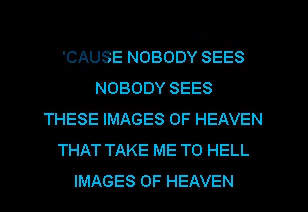 'CAUSE NOBODY SEES
NOBODY SEES
THESE IMAGES OF HEAVEN
THAT TAKE ME TO HELL
IMAGES OF HEAVEN